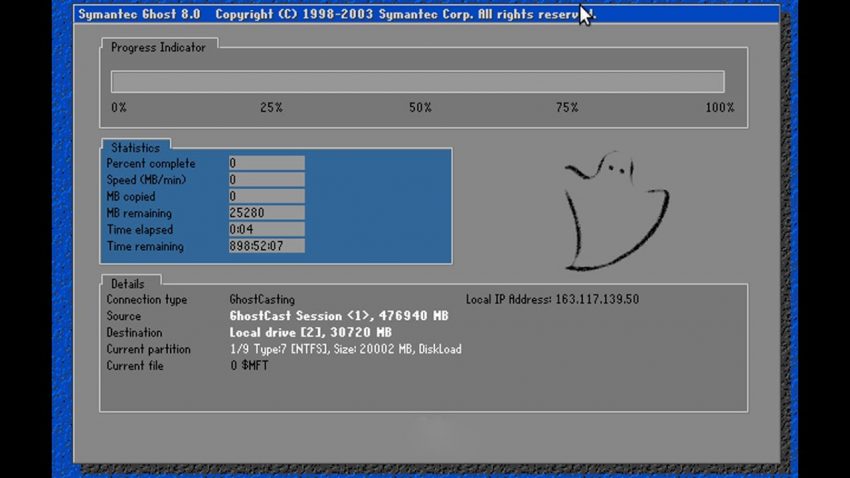 Symantec Ghost 8.0 Copyright (C) 1998-2003 Symantec Corp. All rights reserved.
Progress Indicator
0% 25% 50% 75% 100%
Statistics
Percent complete 0
Speed (MB/min) 0
MB copied 0
MB remaining 25280
Time elapsed 0:04
Time remaining 898:52:07
Details
Connection type GhostCasting Local IP Address: 163.117.139.50
Source GhostCast Session <1>, 476940 MB
Destination Local drive [2], 30720 MB
Current partition 1/9 Type:7 [NTFS], Size: 20002 MB, DiskLoad
Current file 0 $MFT